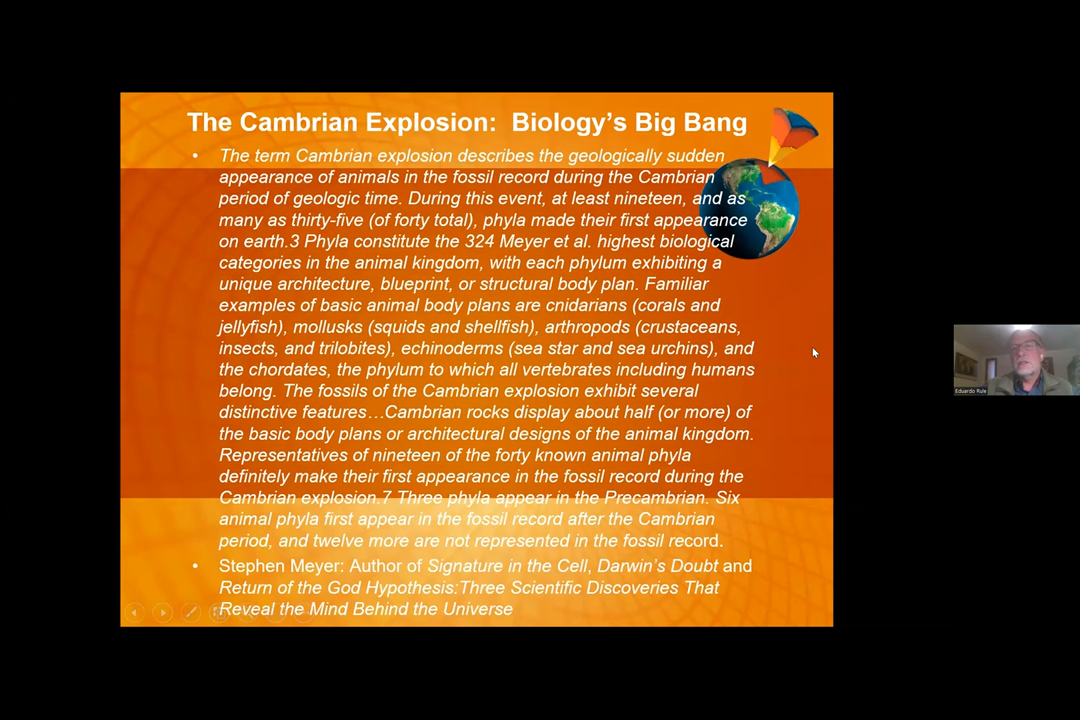 The Cambrian Explosion:  Biology's Big Bang
• The term Cambrian explosion describes the geologically sudden
appearance of animals in the fossil record during the Cambrian
period of geologic time. During this event, at least nineteen, and as
many as thirty-five (of forty total), phyla made their first appearance
on earth.3 Phyla constitute the 324 Meyer et al. highest biological
categories in the animal kingdom, with each phylum exhibiting a
unique architecture, blueprint, or structural body plan. Familiar
examples of basic animal body plans are cnidarians (corals and
jellyfish), mollusks (squids and shellfish), arthropods (crustaceans,
insects, and trilobites), echinoderms (sea star and sea urchins), and
the chordates, the phylum to which all vertebrates including humans
belong. The fossils of the Cambrian explosion exhibit several
distinctive features…Cambrian rocks display about half (or more) of
the basic body plans or architectural designs of the animal kingdom.
Representatives of nineteen of the forty known animal phyla
definitely make their first appearance in the fossil record during the
Cambrian explosion.7 Three phyla appear in the Precambrian. Six
animal phyla first appear in the fossil record after the Cambrian
period, and twelve more are not represented in the fossil record.
• Stephen Meyer: Author of Signature in the Cell, Darwin's Doubt and
Return of the God Hypothesis:Three Scientific Discoveries That
Reveal the Mind Behind the Universe
Eduardo Rule